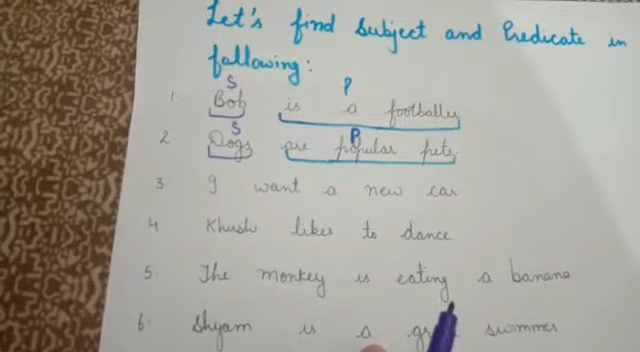 Let's find Subject and Predicate in
following:
S P
1 Bob is a footballer
S P
2. Dogs are popular pets
3 I want a new car
4 Khush likes to dance
5. The monkey is eating a banana
6. Shyam is a swimmer